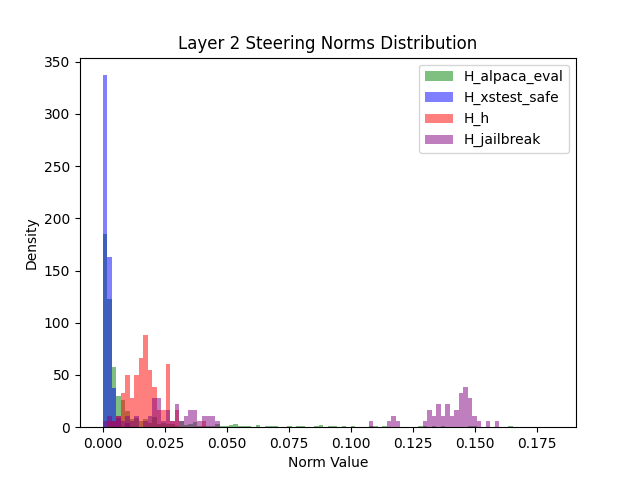 Layer 2 Steering Norms Distribution
H_alpaca_eval
H_xstest_safe
H_h
H_jailbreak
Density
350
300
250
200
150
100
50
0
0.000 0.025 0.050 0.075 0.100 0.125 0.150 0.175
Norm Value